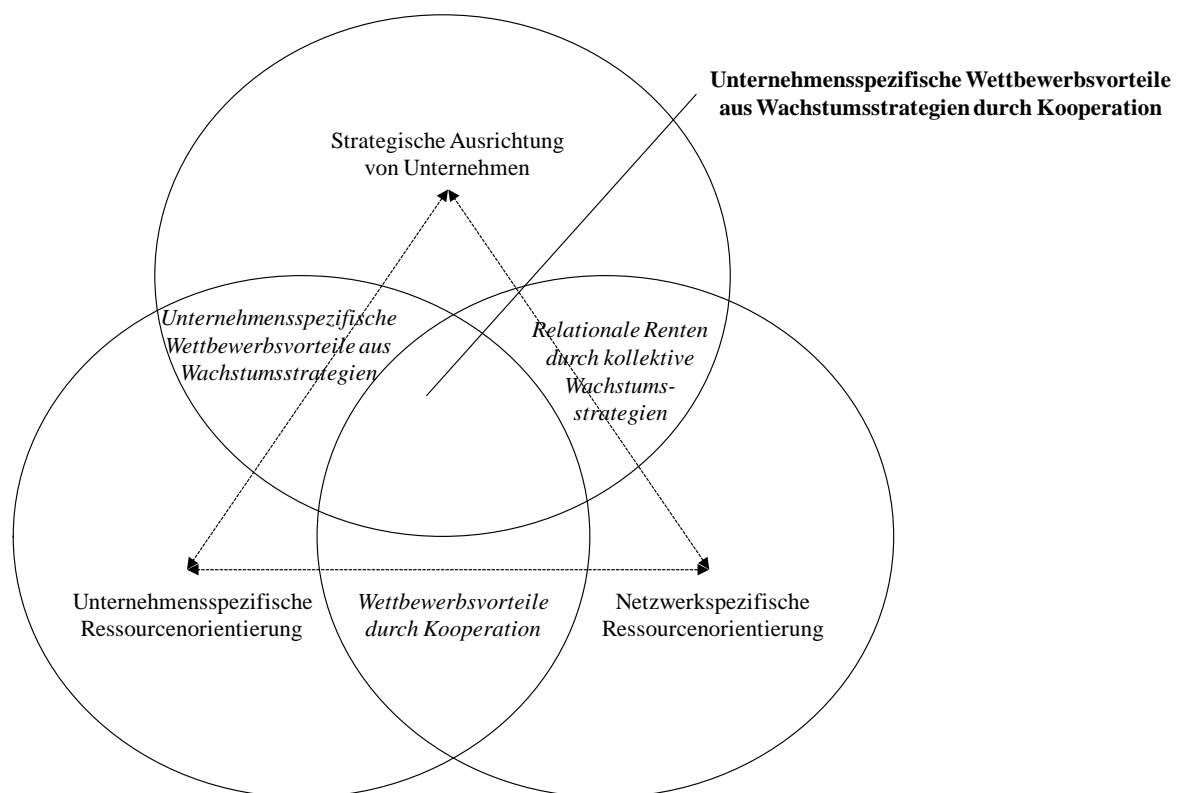 Unternehmensspezifische Wettbewerbsvorteile
aus Wachstumsstrategien durch Kooperation
Strategische Ausrichtung
von Unternehmen
Unternehmensspezifische
Wettbewerbsvorteile aus
Wachstumsstrategien
Relationale Renten
durch kollektive
Wachstums-
strategien
Unternehmensspezifische
Ressourcenorientierung
Wettbewerbsvorteile
durch Kooperation
Netzwerkspezifische
Ressourcenorientierung